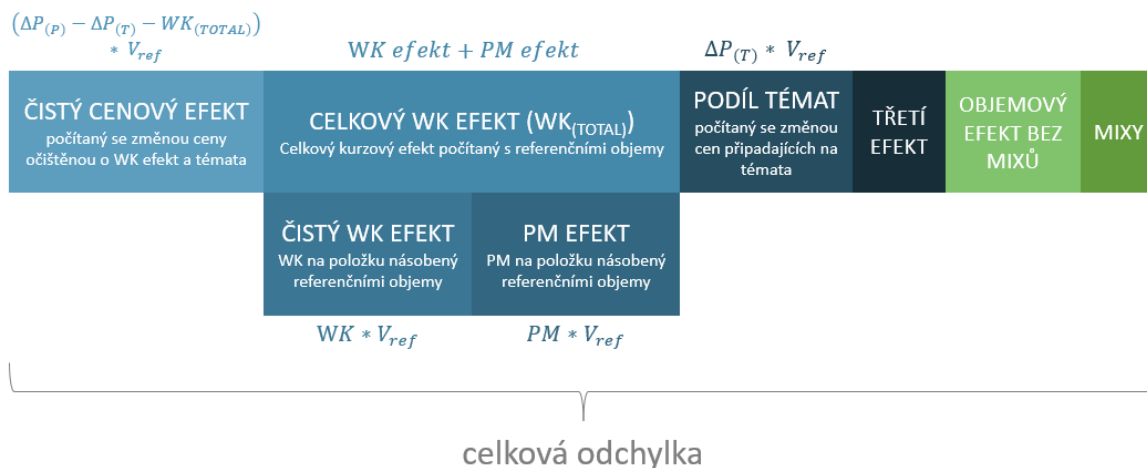 (ΔP(P) − ΔP(T) − WK(TOTAL))
* Vref
WK efekt + PM efekt
ΔP(T) * Vref
ČISTÝ CENOVÝ EFEKT
počítaný se změnou ceny
očištěnou o WK efekt a témata
CELKOVÝ WK EFEKT (WK(TOTAL))
Celkový kurzový efekt počítaný s referenčními objemy
PODÍL TÉMAT
počítaný se změnou
cen připadajících na
témata
TŘETÍ
EFEKT
OBJEMOVÝ
EFEKT BEZ
MIXŮ
MIXY
ČISTÝ WK EFEKT
WK na položku násobený
referenčními objemy
PM EFEKT
PM na položku násobený
referenčními objemy
WK * Vref
PM * Vref
celková odchylka